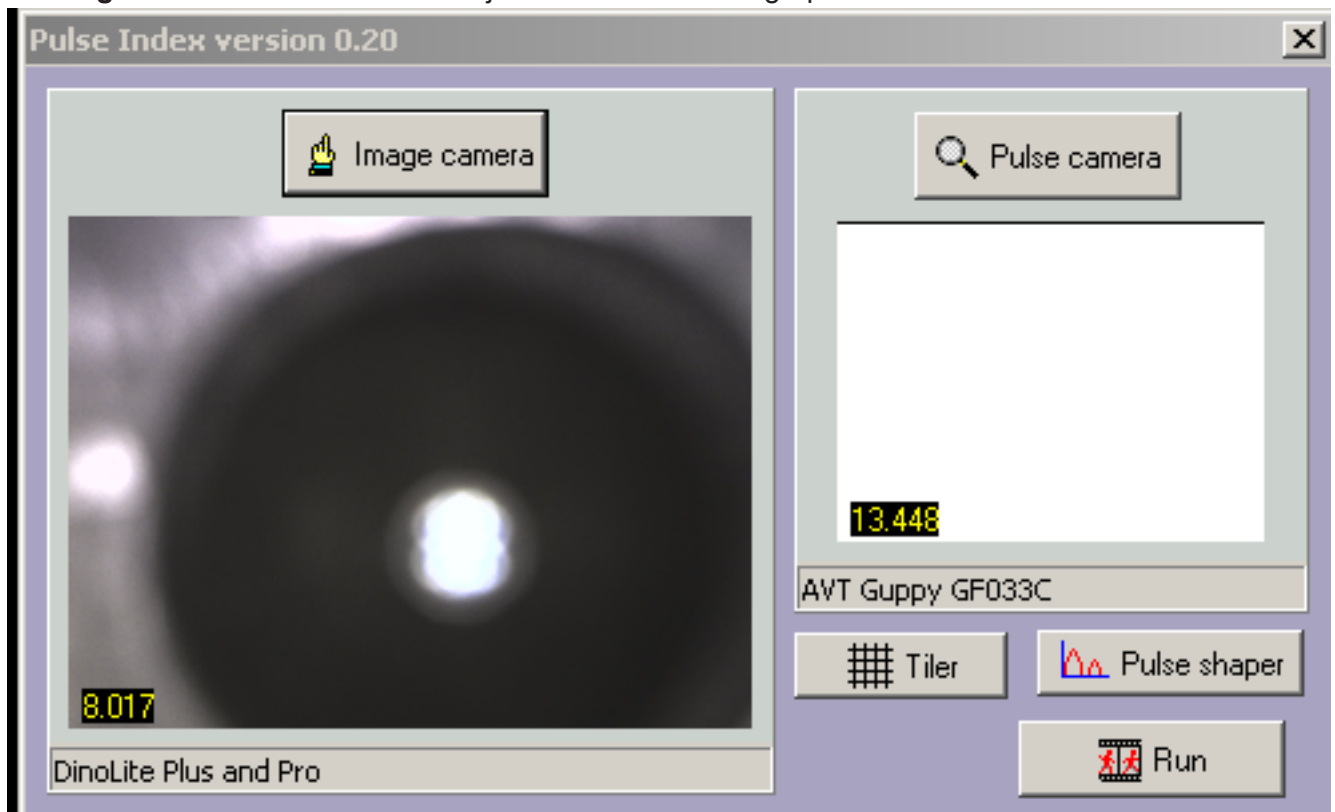 Pulse Index version 0.20
Image camera
8.017
DinoLite Plus and Pro
Pulse camera
13.448
AVT Guppy GF033C
Tiler
Pulse shaper
Run